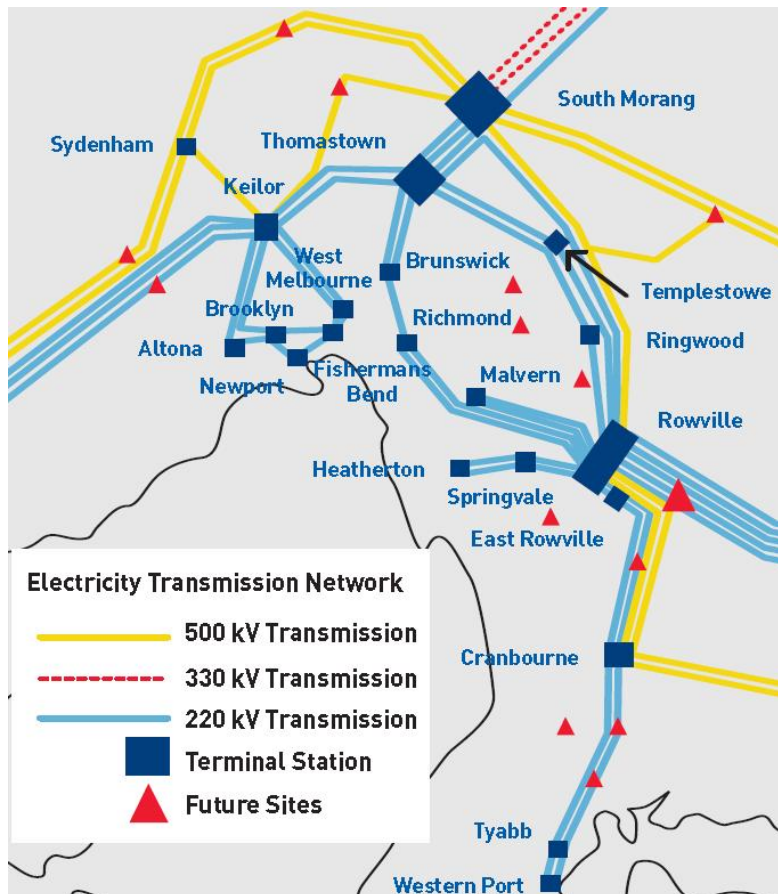 South Morang
Sydenham
Thomastown
Keilor
West
Melbourne
Brunswick
Templestowe
Brooklyn
Richmond
Ringwood
Altona
Newport
Fishermans
Bend
Malvern
Rowville
Heatherton
Springvale
East Rowville
Electricity Transmission Network
500 kV Transmission
330 kV Transmission
220 kV Transmission
Terminal Station
Future Sites
Cranbourne
Tyabb
Western Port